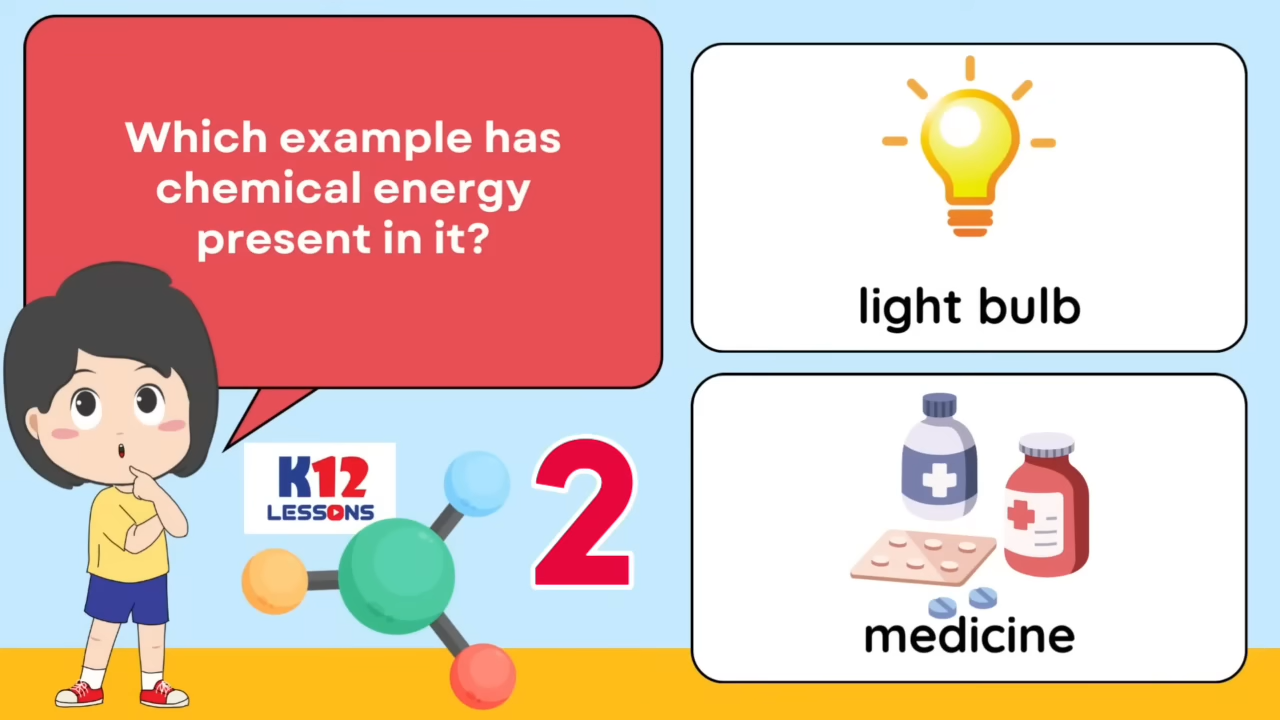 Which example has
chemical energy
present in it?
light bulb
K12
LESSONS
2
medicine